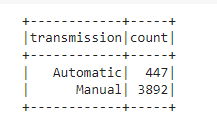 +------------+-----+
|transmission|count|
+------------+-----+
|   Automatic|  447|
|      Manual| 3892|
+------------+-----+